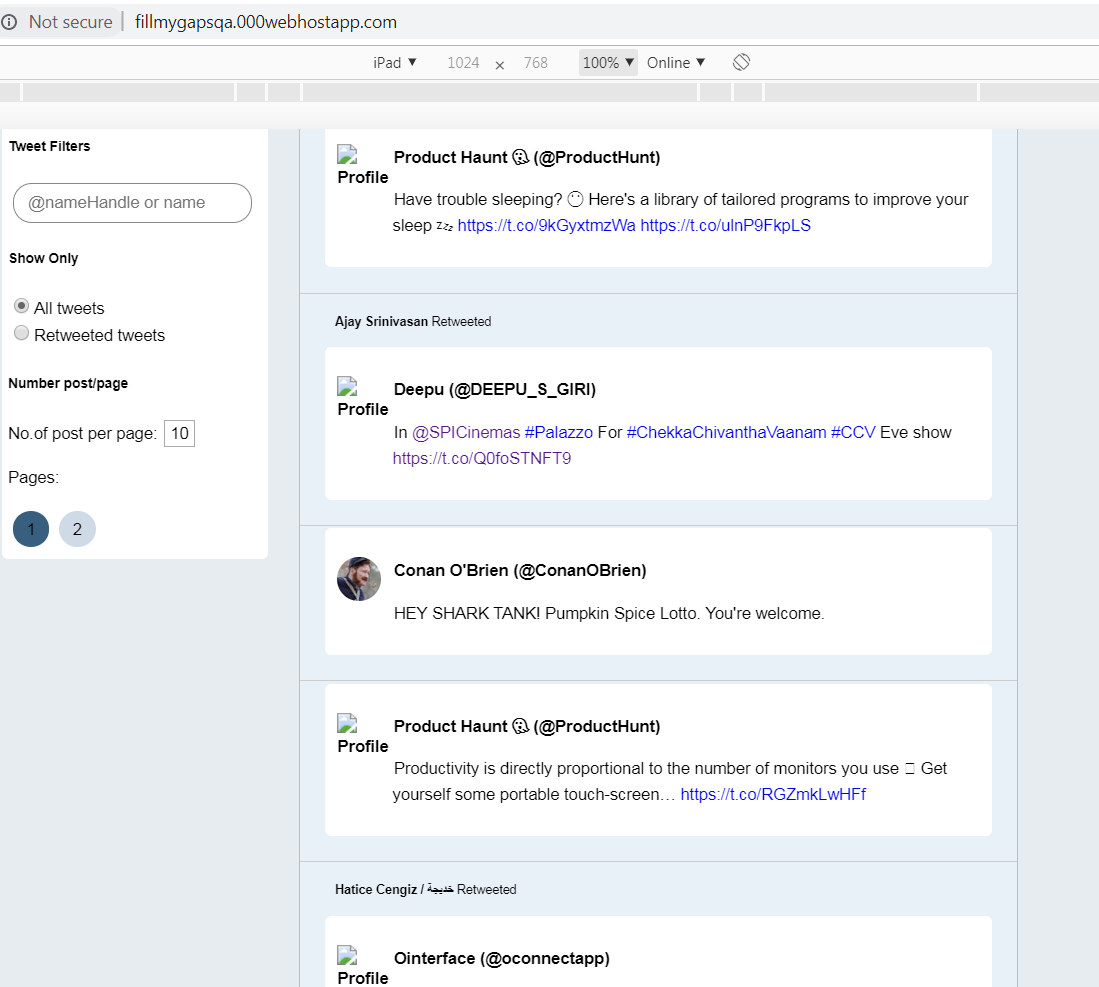 Not secure | fillmygapsqa.000webhostapp.com
iPad ▼ 1024 × 768 100% ▼ Online ▼
Tweet Filters
@nameHandle or name
Show Only
All tweets
Retweeted tweets
Number post/page
No.of post per page: 10
Pages:
1 2
Product Haunt (@ProductHunt)
Profile
Have trouble sleeping? 😶 Here's a library of tailored programs to improve your
sleep 💤 https://t.co/9kGyxtmzWa https://t.co/ulnP9FkpLS
Ajay Srinivasan Retweeted
Deepu (@DEEPU_S_GIRI)
Profile
In @SPICinemas #Palazzo For #ChekkaChivanthaVaanam #CCV Eve show
https://t.co/Q0foSTNFT9
Conan O'Brien (@ConanOBrien)
HEY SHARK TANK! Pumpkin Spice Lotto. You're welcome.
Product Haunt (@ProductHunt)
Profile
Productivity is directly proportional to the number of monitors you use Get
yourself some portable touch-screen… https://t.co/RGZmkLwHFf
Hatice Cengiz / خديجة Retweeted
Ointerface (@oconnectapp)
Profile